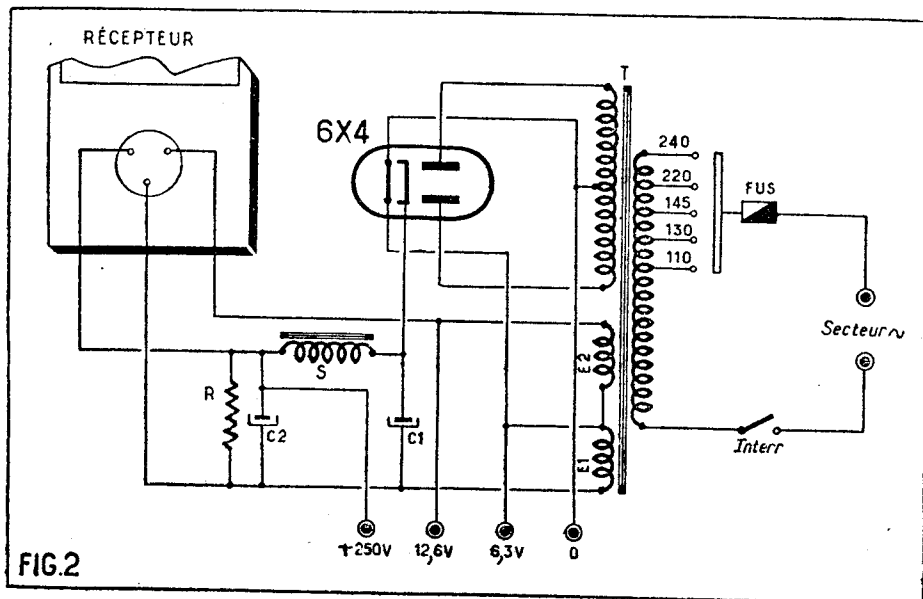 RÉCEPTEUR
6X4
T
240
220
145
130
110
FUS
Secteur~
Interr
S
R
C2
C1
E2
E1
+250V
12,6V
6,3V
0
FIG.2